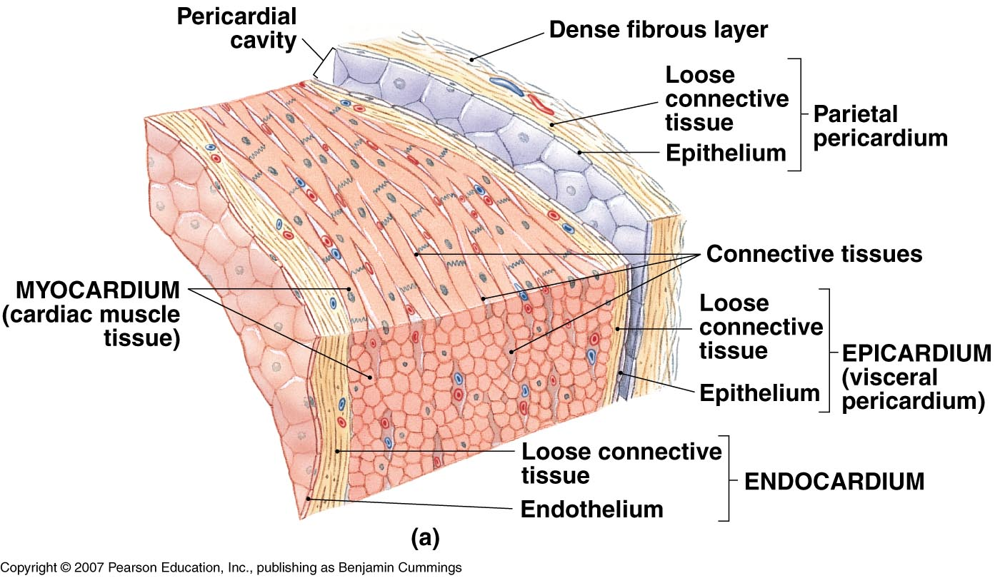 Pericardial
cavity
Dense fibrous layer
Loose
connective
tissue
Epithelium
Parietal
pericardium
Connective tissues
MYOCARDIUM
(cardiac muscle
tissue)
Loose
connective
tissue
Epithelium
EPICARDIUM
(visceral
pericardium)
Loose connective
tissue
Endothelium
ENDOCARDIUM
(a)
Copyright © 2007 Pearson Education, Inc., publishing as Benjamin Cummings